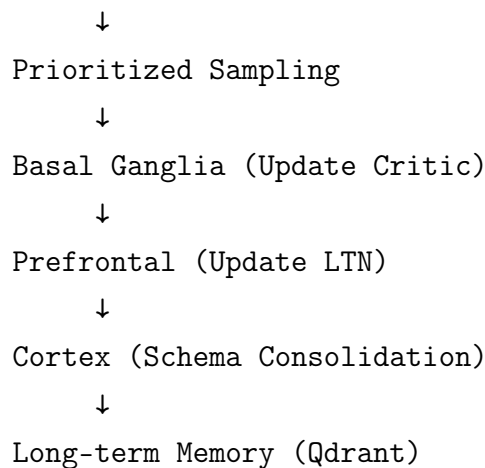 ↓
Prioritized Sampling
↓
Basal Ganglia (Update Critic)
↓
Prefrontal (Update LTN)
↓
Cortex (Schema Consolidation)
↓
Long-term Memory (Qdrant)